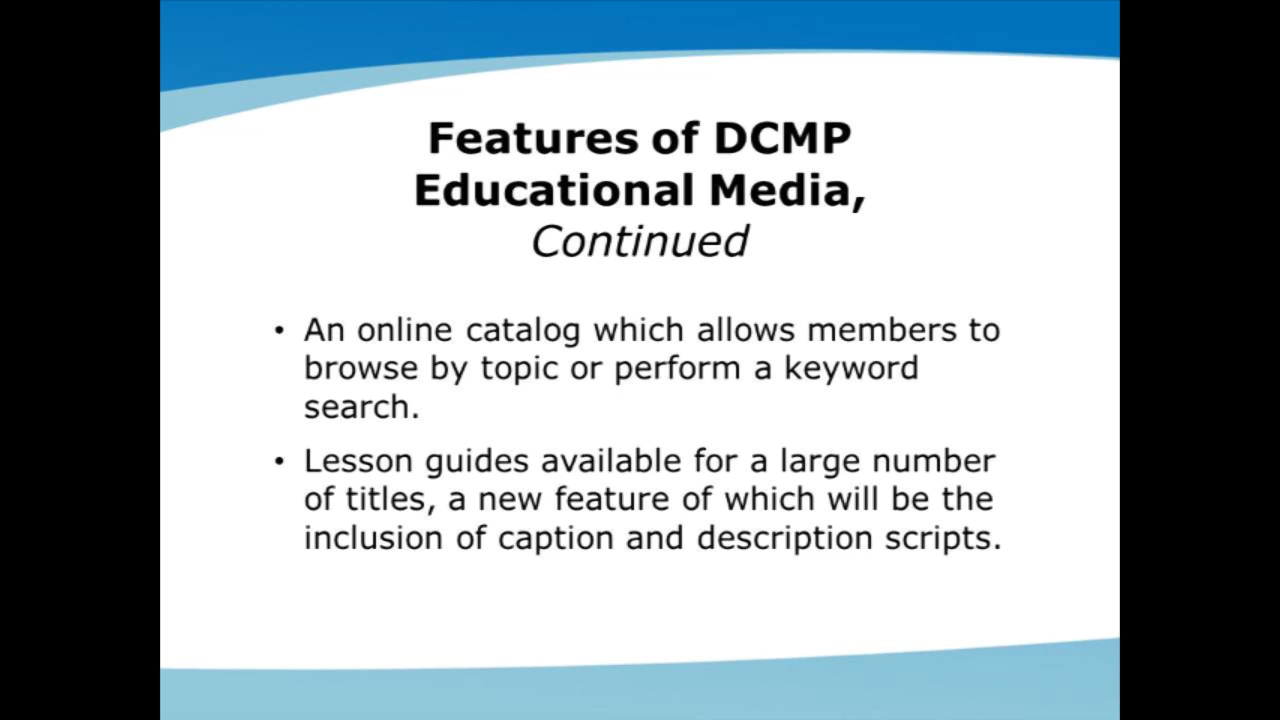 Features of DCMP
Educational Media,
Continued
• An online catalog which allows members to
browse by topic or perform a keyword
search.
• Lesson guides available for a large number
of titles, a new feature of which will be the
inclusion of caption and description scripts.